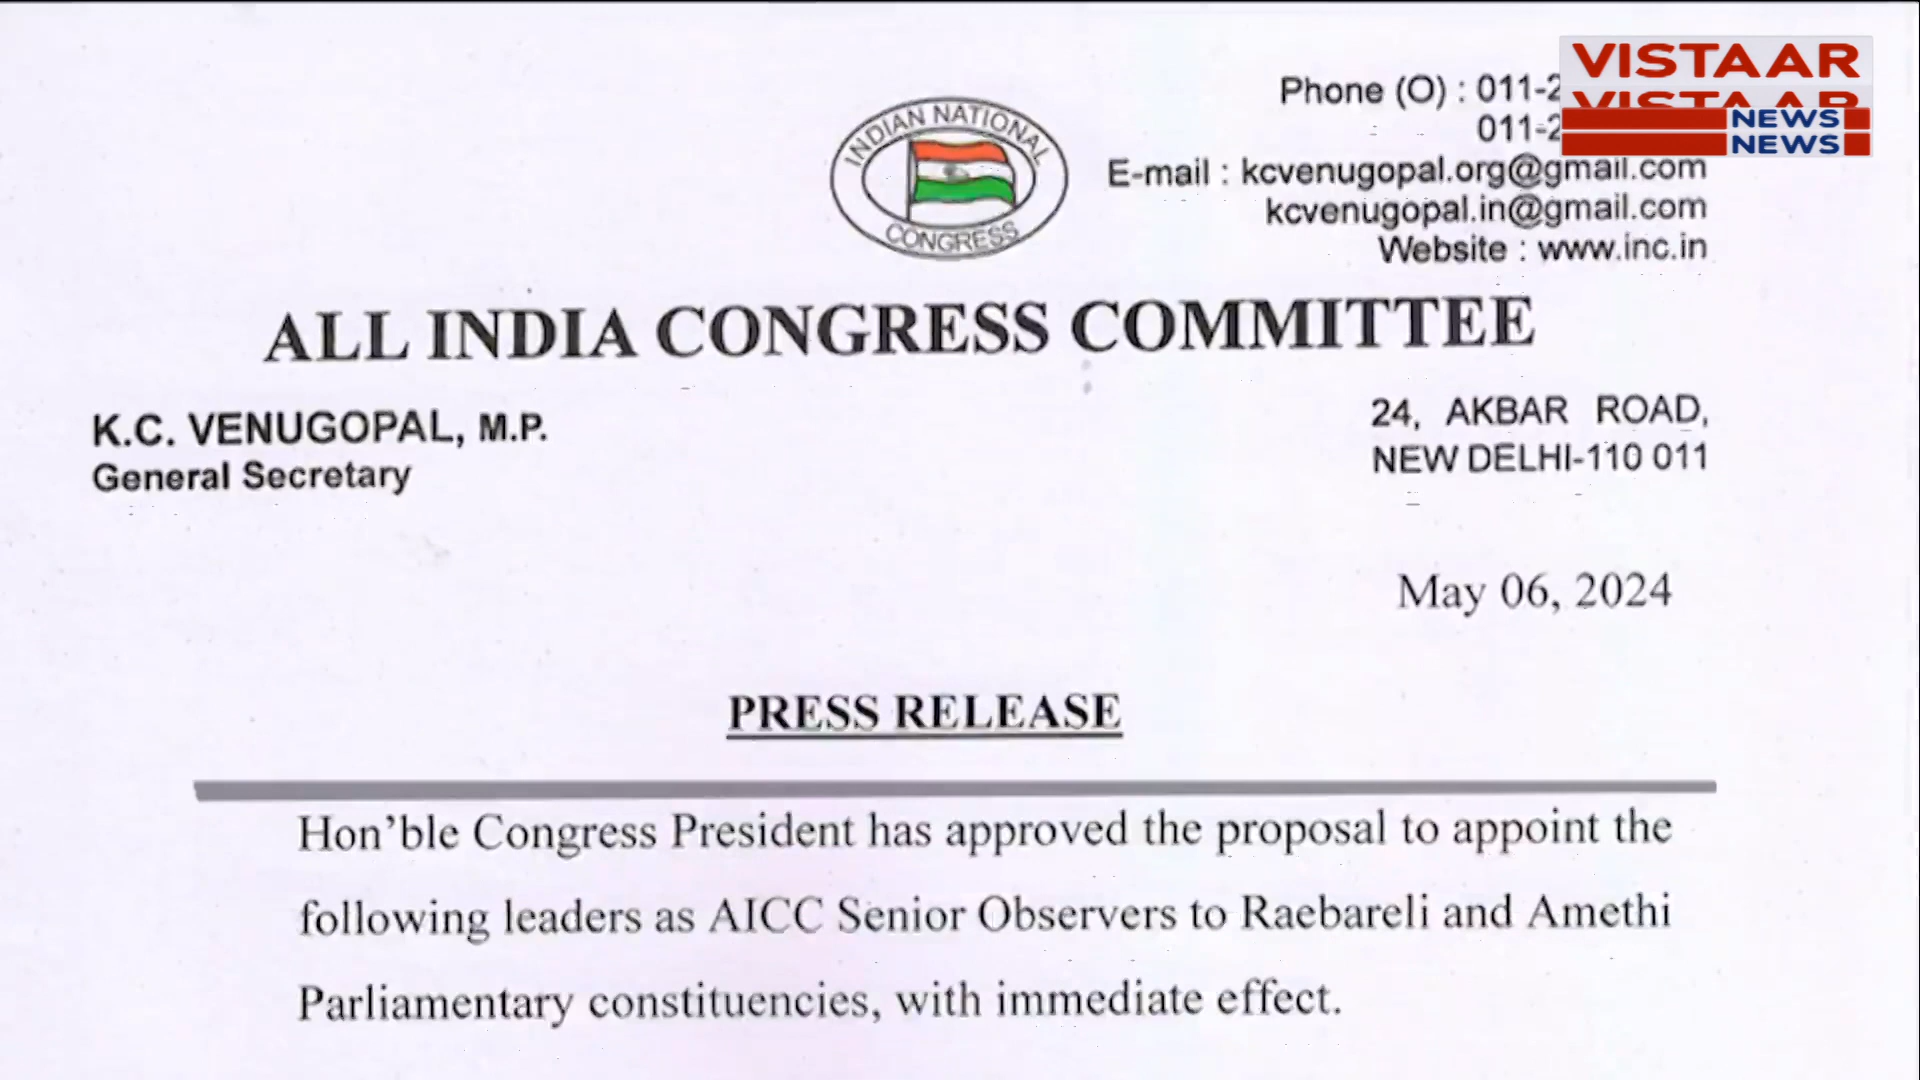 VISTAAR
VISTAAR
NEWS
NEWS
INDIAN NATIONAL
CONGRESS
Phone (O) : 011-2
011-2
E-mail : kcvenugopal.org@gmail.com
kcvenugopal.in@gmail.com
Website : www.inc.in
ALL INDIA CONGRESS COMMITTEE
K.C. VENUGOPAL, M.P.
General Secretary
24, AKBAR ROAD,
NEW DELHI-110 011
May 06, 2024
PRESS RELEASE
Hon'ble Congress President has approved the proposal to appoint the
following leaders as AICC Senior Observers to Raebareli and Amethi
Parliamentary constituencies, with immediate effect.